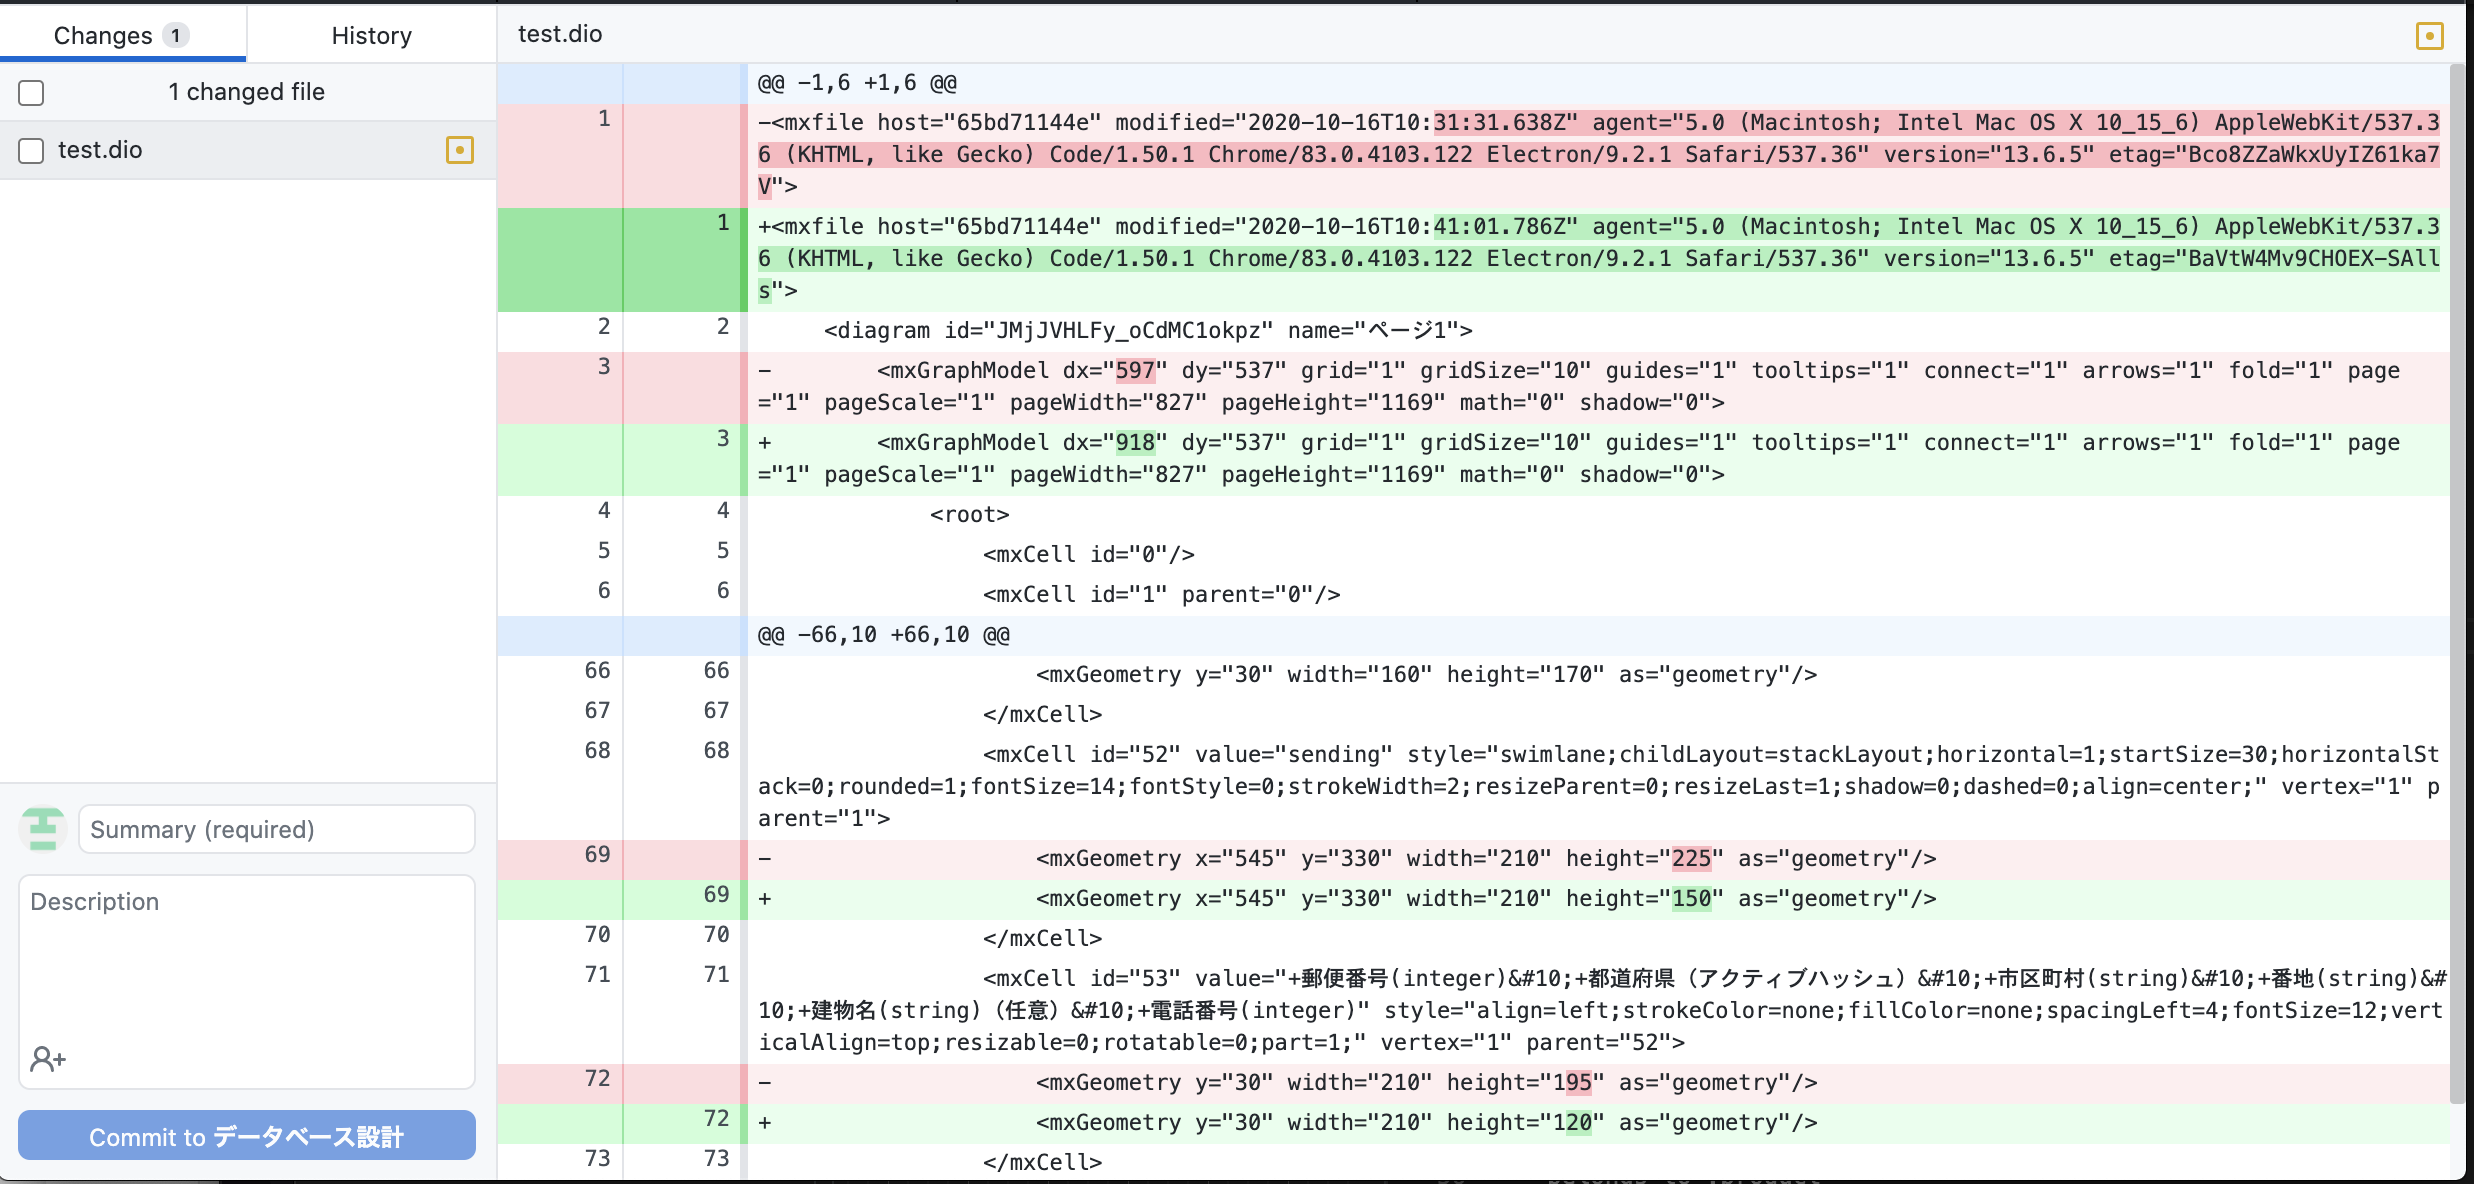 Changes 1
History
test.dio
1 changed file
test.dio
Summary (required)
Description
Commit to データベース設計
@@ -1,6 +1,6 @@
1 -<mxfile host="65bd71144e" modified="2020-10-16T10:31:31.638Z" agent="5.0 (Macintosh; Intel Mac OS X 10_15_6) AppleWebKit/537.3
6 (KHTML, like Gecko) Code/1.50.1 Chrome/83.0.4103.122 Electron/9.2.1 Safari/537.36" version="13.6.5" etag="Bco8ZZaWkxUyIZ61ka7
V">
1 +<mxfile host="65bd71144e" modified="2020-10-16T10:41:01.786Z" agent="5.0 (Macintosh; Intel Mac OS X 10_15_6) AppleWebKit/537.3
6 (KHTML, like Gecko) Code/1.50.1 Chrome/83.0.4103.122 Electron/9.2.1 Safari/537.36" version="13.6.5" etag="BaVtW4Mv9CHOEX-SAll
s">
2 2 <diagram id="JMjJVHLFy_oCdMC1okpz" name="ページ1">
3 - <mxGraphModel dx="597" dy="537" grid="1" gridSize="10" guides="1" tooltips="1" connect="1" arrows="1" fold="1" page
="1" pageScale="1" pageWidth="827" pageHeight="1169" math="0" shadow="0">
3 + <mxGraphModel dx="918" dy="537" grid="1" gridSize="10" guides="1" tooltips="1" connect="1" arrows="1" fold="1" page
="1" pageScale="1" pageWidth="827" pageHeight="1169" math="0" shadow="0">
4 4 <root>
5 5 <mxCell id="0"/>
6 6 <mxCell id="1" parent="0"/>
@@ -66,10 +66,10 @@
66 66 <mxGeometry y="30" width="160" height="170" as="geometry"/>
67 67 </mxCell>
68 68 <mxCell id="52" value="sending" style="swimlane;childLayout=stackLayout;horizontal=1;startSize=30;horizontalSt
ack=0;rounded=1;fontSize=14;fontStyle=0;strokeWidth=2;resizeParent=0;resizeLast=1;shadow=0;dashed=0;align=center;" vertex="1" p
arent="1">
69 - <mxGeometry x="545" y="330" width="210" height="225" as="geometry"/>
69 + <mxGeometry x="545" y="330" width="210" height="150" as="geometry"/>
70 70 </mxCell>
71 71 <mxCell id="53" value="+郵便番号(integer)&#10;+都道府県（アクティブハッシュ）&#10;+市区町村(string)&#10;+番地(string)&#
10;+建物名(string)（任意）&#10;+電話番号(integer)" style="align=left;strokeColor=none;fillColor=none;spacingLeft=4;fontSize=12;vert
icalAlign=top;resizable=0;rotatable=0;part=1;" vertex="1" parent="52">
72 - <mxGeometry y="30" width="210" height="195" as="geometry"/>
72 + <mxGeometry y="30" width="210" height="120" as="geometry"/>
73 73 </mxCell>